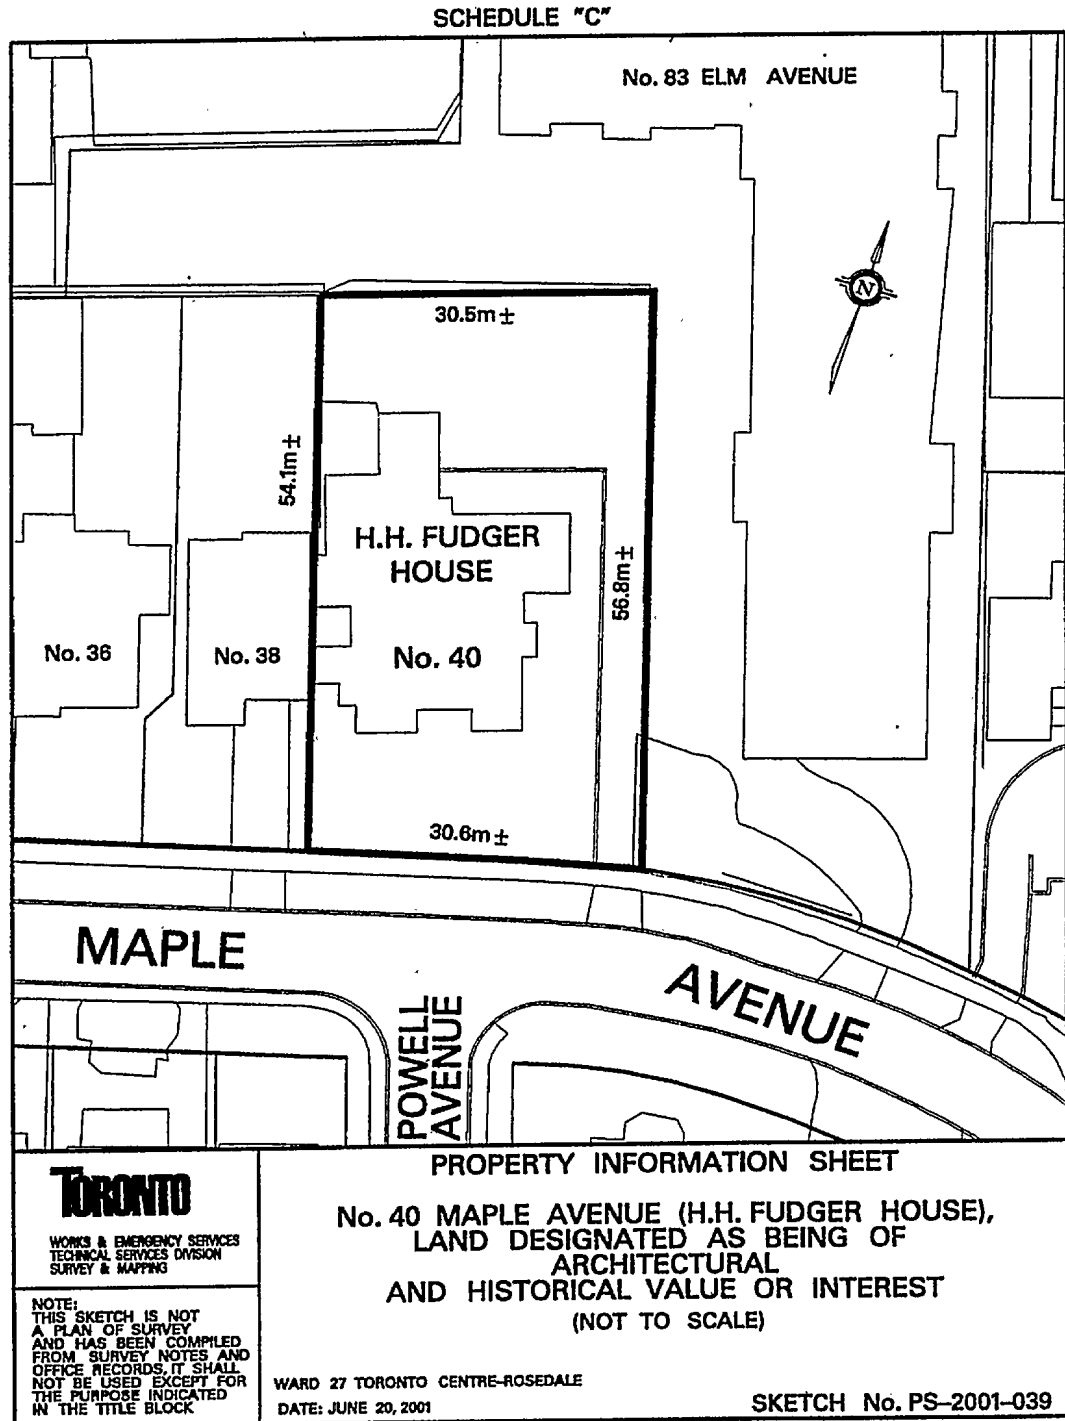 SCHEDULE "C"
No. 83 ELM AVENUE
N
30.5m±
54.1m±
H.H. FUDGER
HOUSE
56.8m±
No. 36
No. 38
No. 40
30.6m±
MAPLE
AVENUE
POWELL
AVENUE
PROPERTY INFORMATION SHEET
No. 40 MAPLE AVENUE (H.H. FUDGER HOUSE),
LAND DESIGNATED AS BEING OF
ARCHITECTURAL
AND HISTORICAL VALUE OR INTEREST
(NOT TO SCALE)
TORONTO
WORKS & EMERGENCY SERVICES
TECHNICAL SERVICES DIVISION
SURVEY & MAPPING
NOTE:
THIS SKETCH IS NOT
A PLAN OF SURVEY
AND HAS BEEN COMPILED
FROM SURVEY NOTES AND
OFFICE RECORDS, IT SHALL
NOT BE USED EXCEPT FOR
THE PURPOSE INDICATED
IN THE TITLE BLOCK
WARD 27 TORONTO CENTRE-ROSEDALE
DATE: JUNE 20, 2001
SKETCH No. PS-2001-039